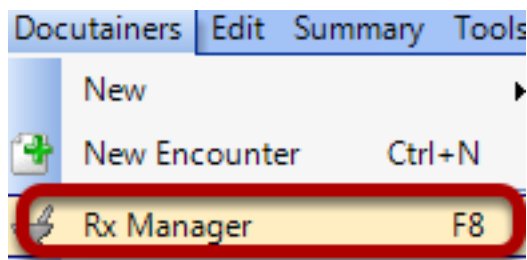 Docutainers Edit Summary Tools
New
New Encounter Ctrl+N
Rx Manager F8